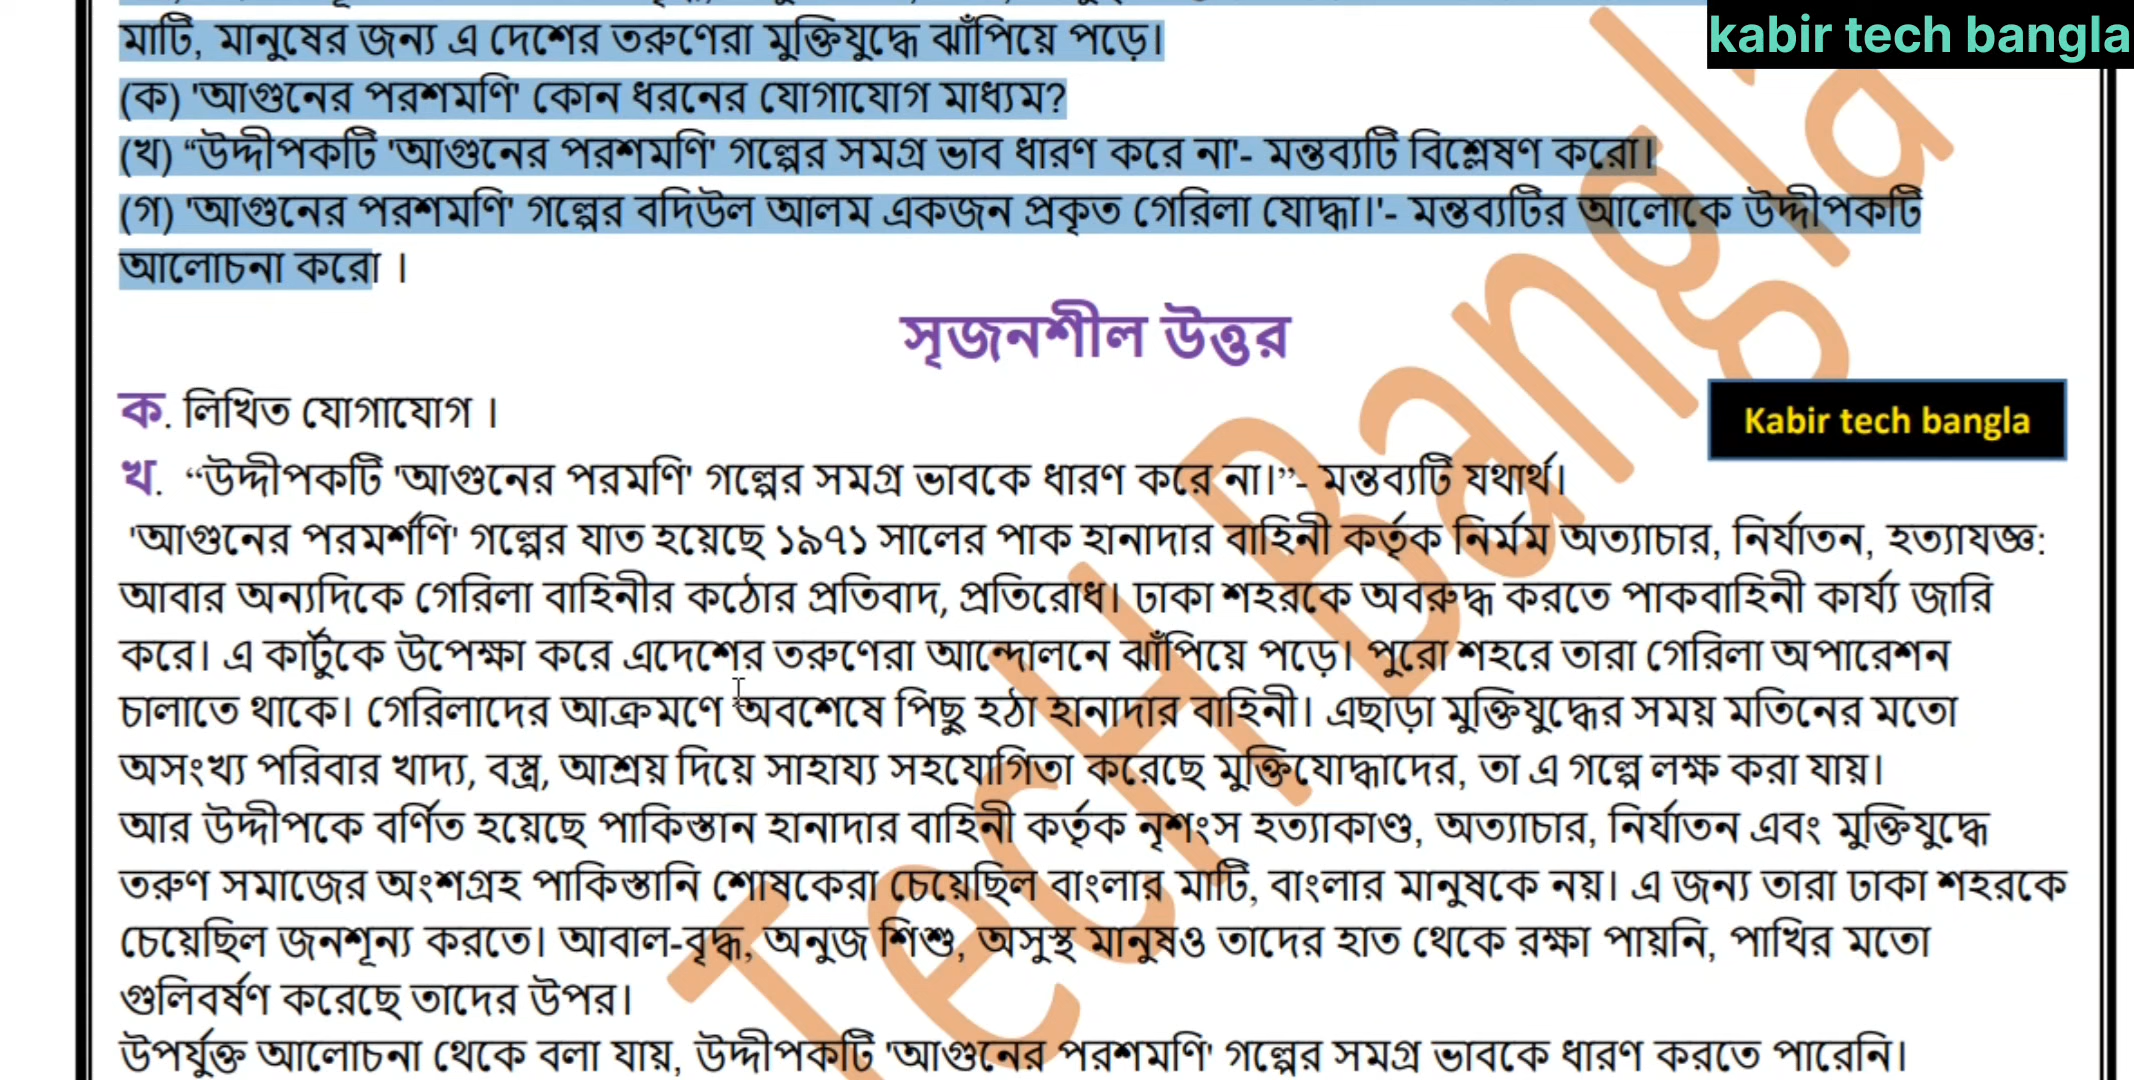 kabir tech bangla
মাটি, মানুষের জন্য এ দেশের তরুণেরা মুক্তিযুদ্ধে ঝাঁপিয়ে পড়ে।
(ক) 'আগুনের পরশমণি' কোন ধরনের যোগাযোগ মাধ্যম?
(খ) “উদ্দীপকটি 'আগুনের পরশমণি' গল্পের সমগ্র ভাব ধারণ করে না'- মন্তব্যটি বিশ্লেষণ করো।
(গ) 'আগুনের পরশমণি' গল্পের বদিউল আলম একজন প্রকৃত গেরিলা যোদ্ধা।'- মন্তব্যটির আলোকে উদ্দীপকটি
আলোচনা করো ।
সৃজনশীল উত্তর
ক. লিখিত যোগাযোগ ।
Kabir tech bangla
খ. “উদ্দীপকটি 'আগুনের পরমণি' গল্পের সমগ্র ভাবকে ধারণ করে না।”- মন্তব্যটি যথার্থ।
'আগুনের পরমর্শণি' গল্পের যাত হয়েছে ১৯৭১ সালের পাক হানাদার বাহিনী কর্তৃক নির্মম অত্যাচার, নির্যাতন, হত্যাযজ্ঞ:
আবার অন্যদিকে গেরিলা বাহিনীর কঠোর প্রতিবাদ, প্রতিরোধ। ঢাকা শহরকে অবরুদ্ধ করতে পাকবাহিনী কার্য্য জারি
করে। এ কার্টুকে উপেক্ষা করে এদেশের তরুণেরা আন্দোলনে ঝাঁপিয়ে পড়ে। পুরো শহরে তারা গেরিলা অপারেশন
চালাতে থাকে। গেরিলাদের আক্রমণে অবশেষে পিছু হঠা হানাদার বাহিনী। এছাড়া মুক্তিযুদ্ধের সময় মতিনের মতো
অসংখ্য পরিবার খাদ্য, বস্ত্র, আশ্রয় দিয়ে সাহায্য সহযোগিতা করেছে মুক্তিযোদ্ধাদের, তা এ গল্পে লক্ষ করা যায়।
আর উদ্দীপকে বর্ণিত হয়েছে পাকিস্তান হানাদার বাহিনী কর্তৃক নৃশংস হত্যাকাণ্ড, অত্যাচার, নির্যাতন এবং মুক্তিযুদ্ধে
তরুণ সমাজের অংশগ্রহ পাকিস্তানি শোষকেরা চেয়েছিল বাংলার মাটি, বাংলার মানুষকে নয়। এ জন্য তারা ঢাকা শহরকে
চেয়েছিল জনশূন্য করতে। আবাল-বৃদ্ধ, অনুজ শিশু, অসুস্থ মানুষও তাদের হাত থেকে রক্ষা পায়নি, পাখির মতো
গুলিবর্ষণ করেছে তাদের উপর।
উপর্যুক্ত আলোচনা থেকে বলা যায়, উদ্দীপকটি 'আগুনের পরশমণি' গল্পের সমগ্র ভাবকে ধারণ করতে পারেনি।
Tech Bangla